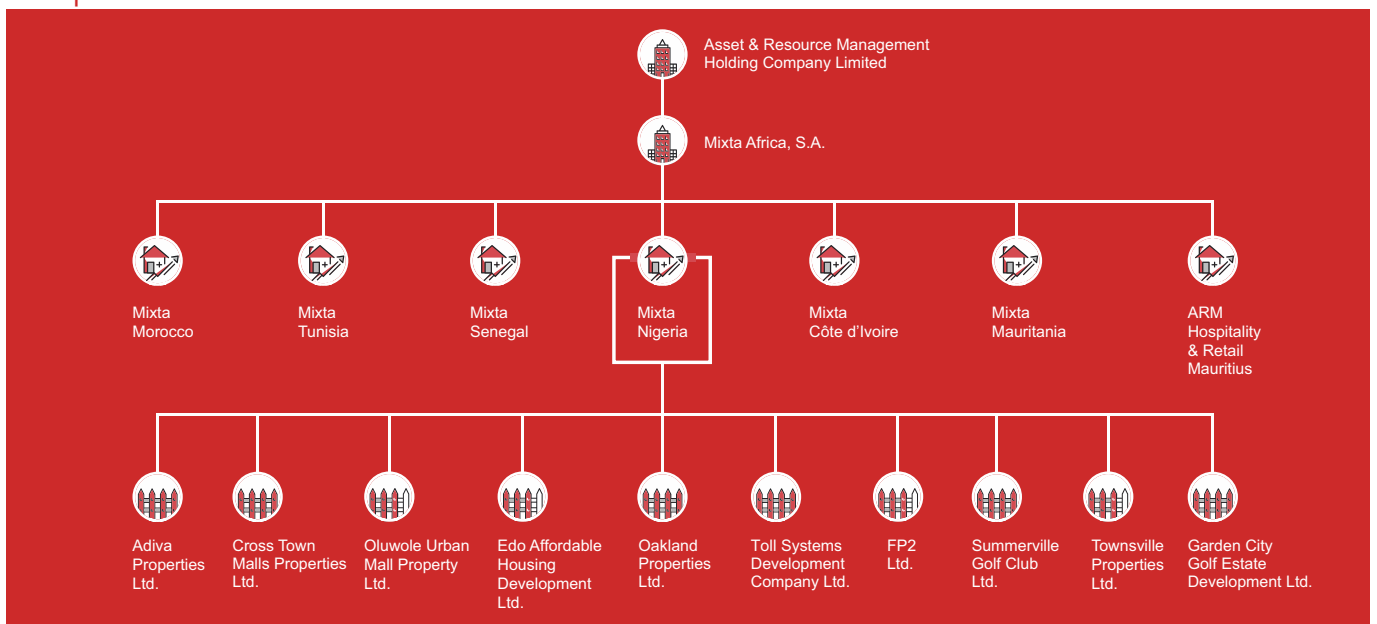 Asset & Resource Management
Holding Company Limited
Mixta Africa, S.A.
Mixta
Morocco
Mixta
Tunisia
Mixta
Senegal
Mixta
Nigeria
Mixta
Côte d’Ivoire
Mixta
Mauritania
ARM
Hospitality
& Retail
Mauritius
Adiva
Properties
Ltd.
Cross Town
Malls Properties
Ltd.
Oluwole Urban
Mall Property
Ltd.
Edo Affordable
Housing
Development
Ltd.
Oakland
Properties
Ltd.
Toll Systems
Development
Company Ltd.
FP2
Ltd.
Summerville
Golf Club
Ltd.
Townsville
Properties
Ltd.
Garden City
Golf Estate
Development Ltd.